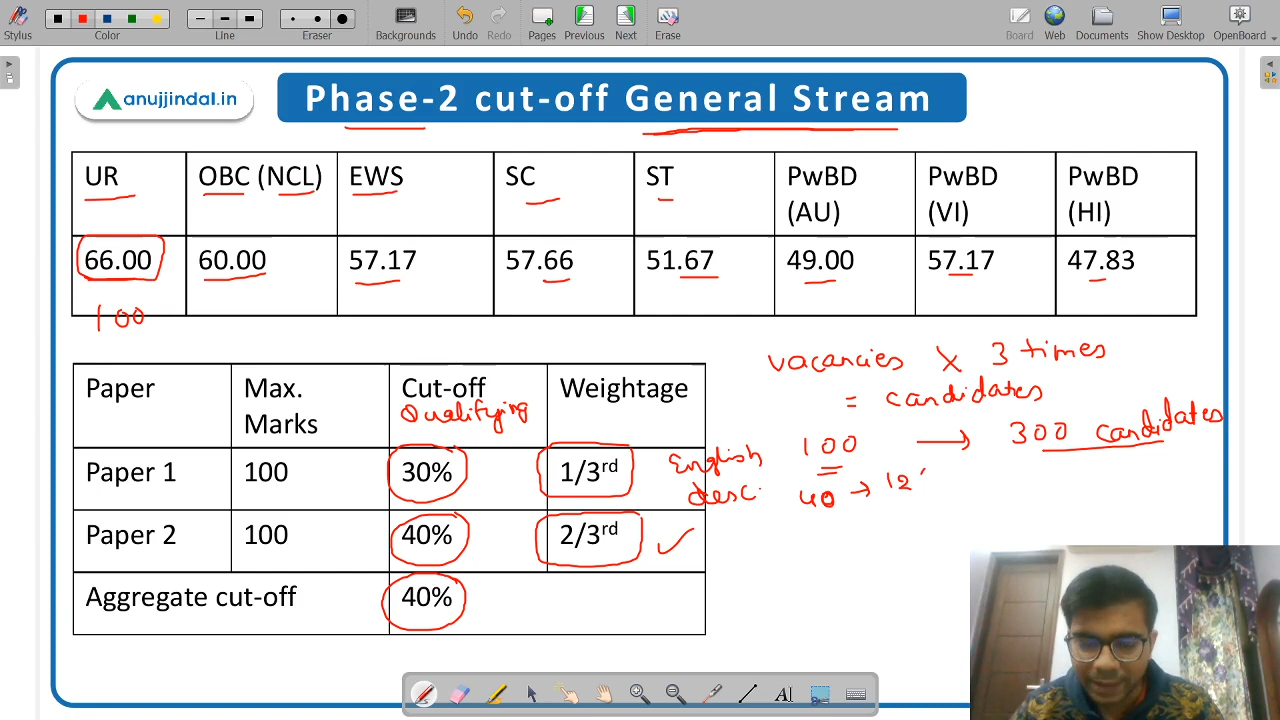 Stylus
Color
Line
Eraser
Backgrounds
Undo
Redo
Pages
Previous
Next
Erase
Board
Web
Documents
Show Desktop
OpenBoard
anujjindal.in
Phase-2 cut-off General Stream
UR
OBC (NCL)
EWS
SC
ST
PwBD (AU)
PwBD (VI)
PwBD (HI)
66.00
60.00
57.17
57.66
51.67
49.00
57.17
47.83
100
vacancies x 3 times
= candidates
100 → 300 candidates
English desc.
40 → 12
Paper
Max. Marks
Cut-off
Qualifying
Weightage
Paper 1
100
30%
1/3rd
Paper 2
100
40%
2/3rd
Aggregate cut-off
40%